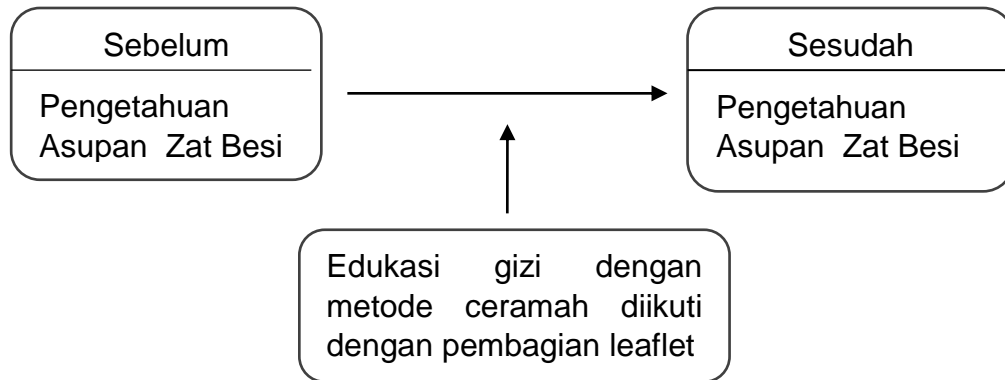 Sebelum
Pengetahuan
Asupan Zat Besi
Sesudah
Pengetahuan
Asupan Zat Besi
Edukasi gizi dengan
metode ceramah diikuti
dengan pembagian leaflet